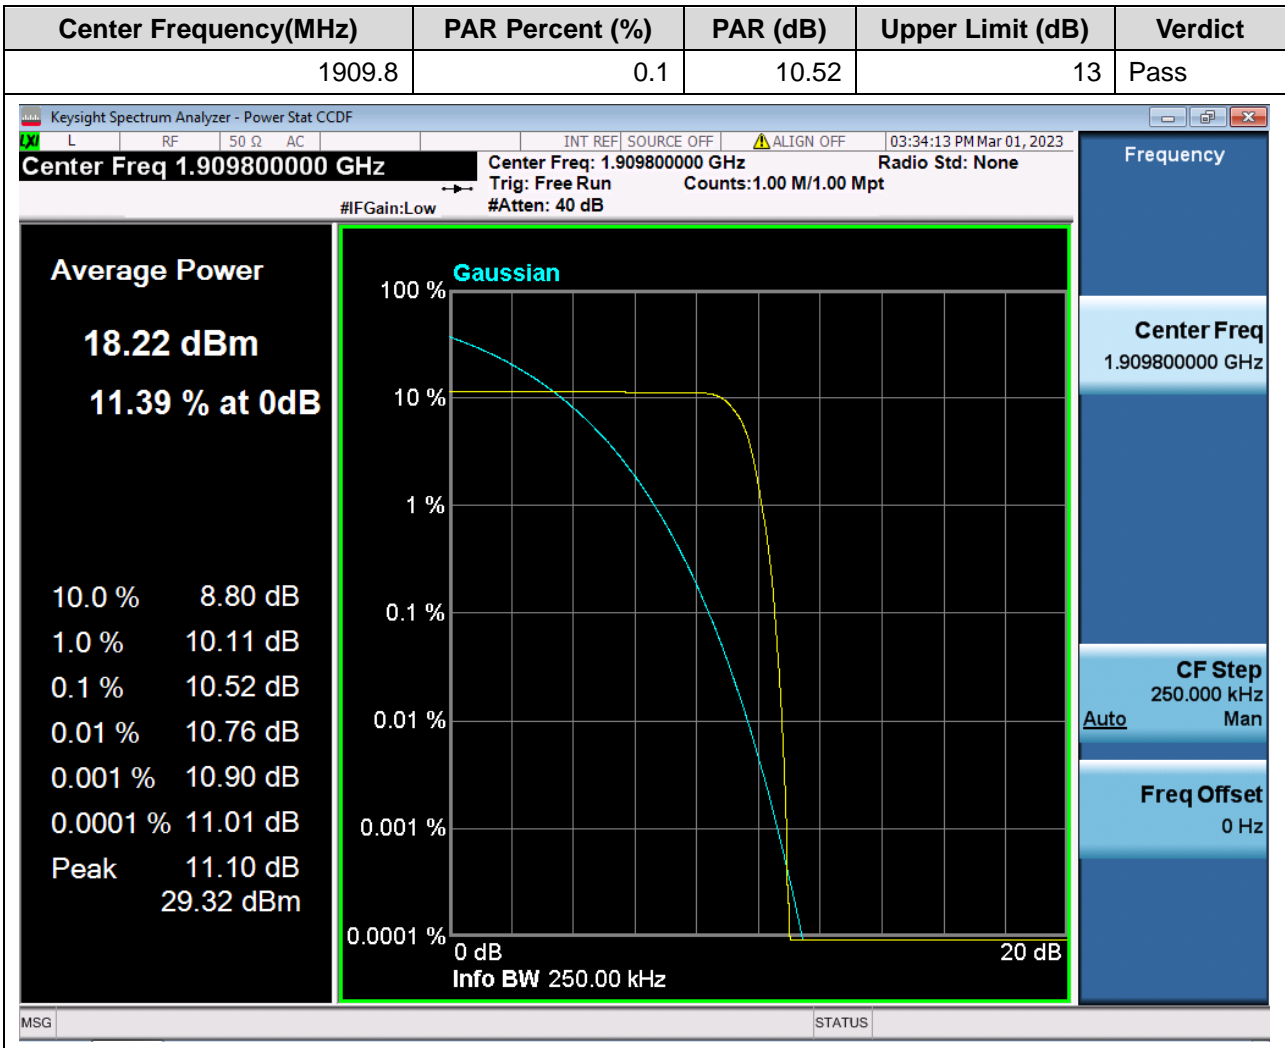 Center Frequency(MHz) PAR Percent (%) PAR (dB) Upper Limit (dB) Verdict
1909.8 0.1 10.52 13 Pass
Keysight Spectrum Analyzer - Power Stat CCDF
LXI L RF 50 Ω AC INT REF SOURCE OFF ALIGN OFF 03:34:13 PM Mar 01, 2023
Center Freq 1.909800000 GHz
Center Freq: 1.909800000 GHz Radio Std: None
Trig: Free Run Counts:1.00 M/1.00 Mpt
#IFGain:Low #Atten: 40 dB
Frequency
Average Power
18.22 dBm
11.39 % at 0dB
10.0 % 8.80 dB
1.0 % 10.11 dB
0.1 % 10.52 dB
0.01 % 10.76 dB
0.001 % 10.90 dB
0.0001 % 11.01 dB
Peak 11.10 dB
29.32 dBm
Gaussian
100 %
10 %
1 %
0.1 %
0.01 %
0.001 %
0.0001 %
0 dB 20 dB
Info BW 250.00 kHz
Center Freq
1.909800000 GHz
CF Step
250.000 kHz
Auto Man
Freq Offset
0 Hz
MSG STATUS